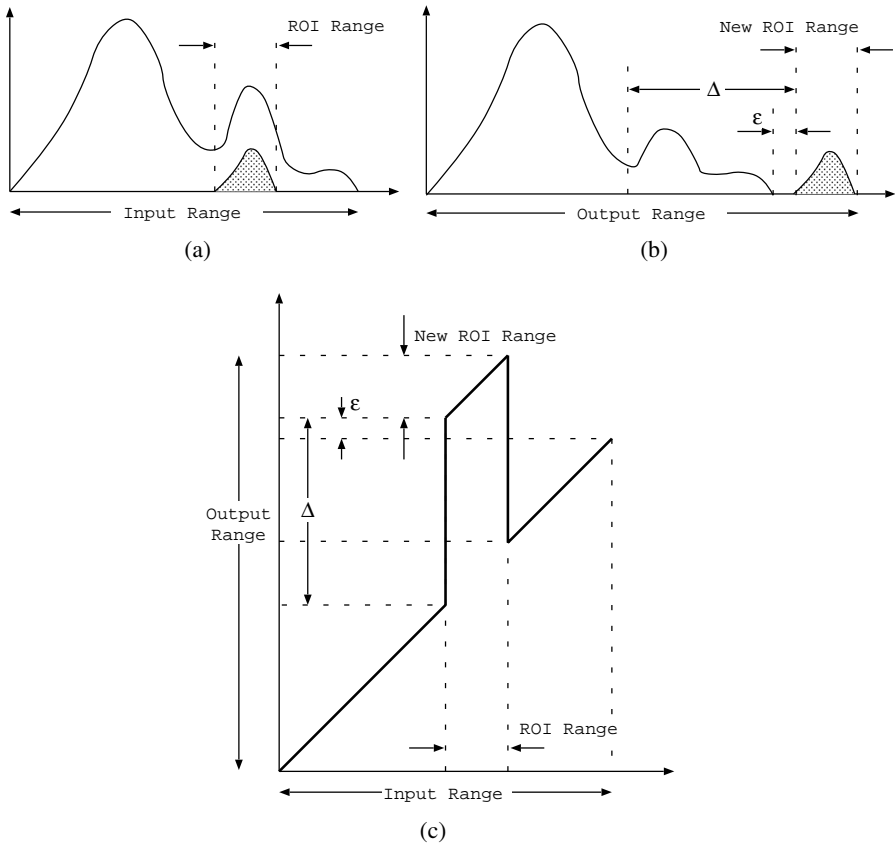 ROI Range
Input Range
(a)
New ROI Range
Δ
ε
Output Range
(b)
New ROI Range
ε
Δ
Output
Range
ROI Range
Input Range
(c)